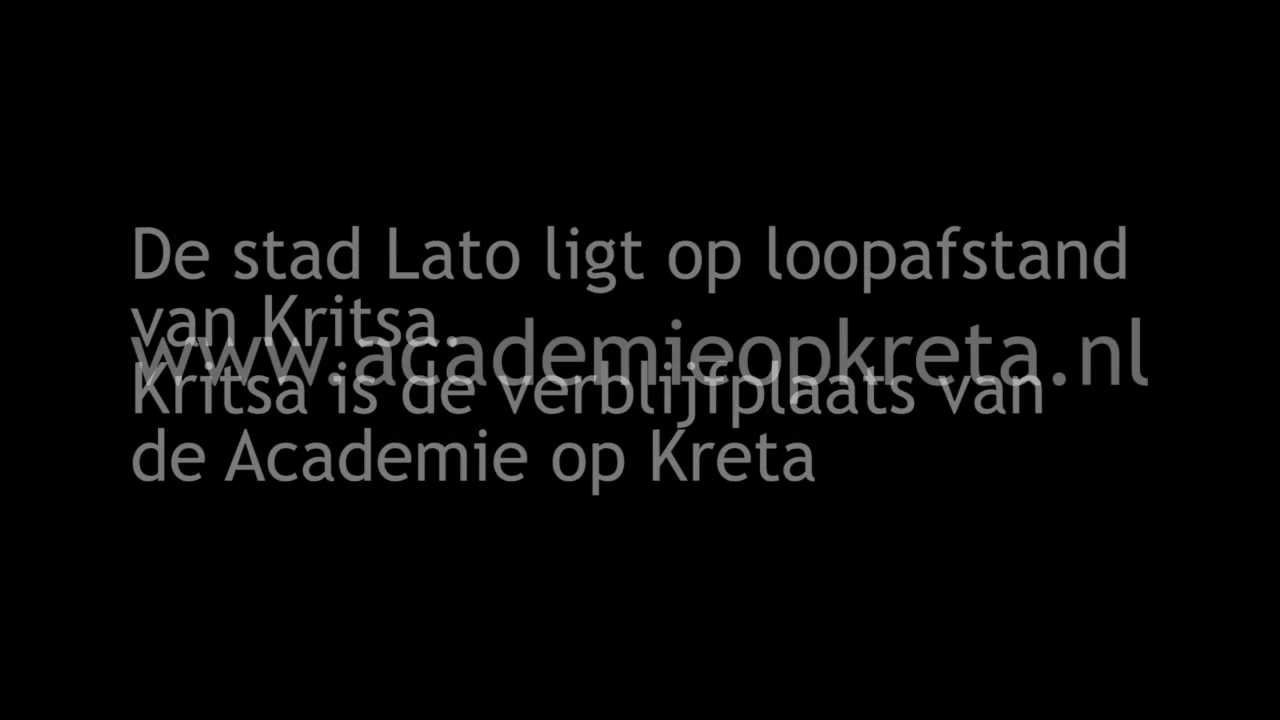 De stad Lato ligt op loopafstand
van Kritsa.
www.academieopkreta.nl
Kritsa is de verblijfplaats van
de Academie op Kreta